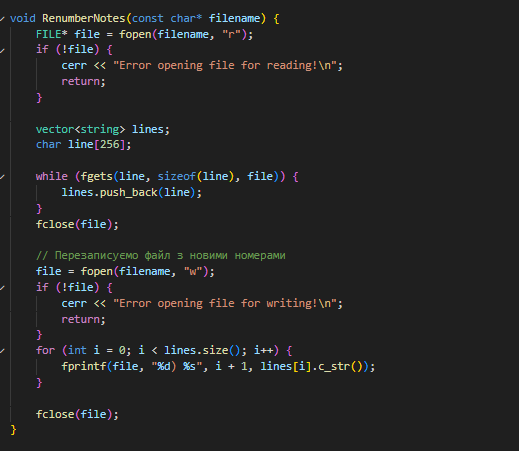 void RenumberNotes(const char* filename) {
    FILE* file = fopen(filename, "r");
    if (!file) {
        cerr << "Error opening file for reading!\n";
        return;
    }

    vector<string> lines;
    char line[256];

    while (fgets(line, sizeof(line), file)) {
        lines.push_back(line);
    }
    fclose(file);

    // Перезаписуємо файл з новими номерами
    file = fopen(filename, "w");
    if (!file) {
        cerr << "Error opening file for writing!\n";
        return;
    }
    for (int i = 0; i < lines.size(); i++) {
        fprintf(file, "%d) %s", i + 1, lines[i].c_str());
    }

    fclose(file);
}